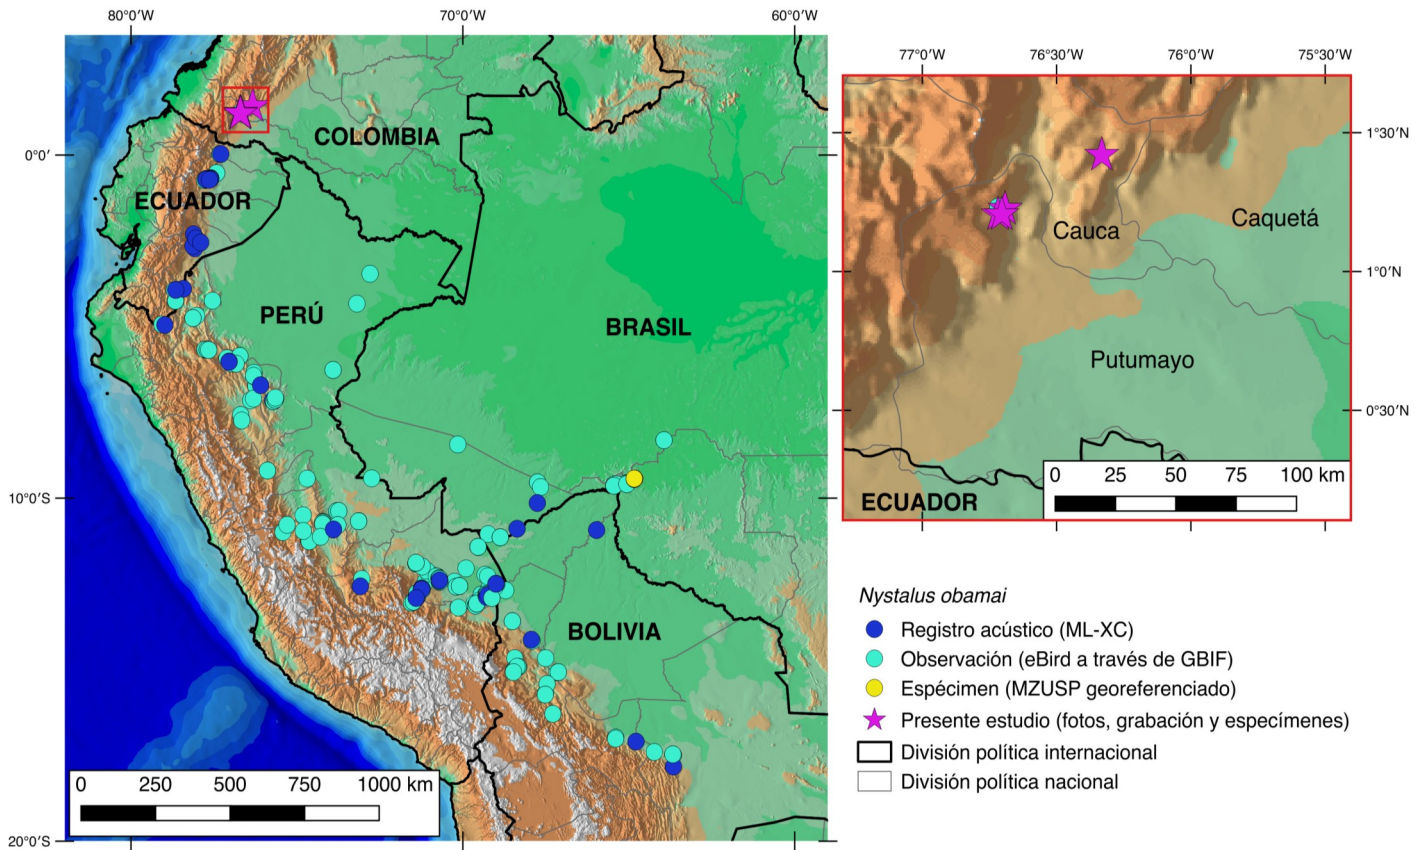 80°0'W 70°0'W 60°0'W
77°0'W 76°30'W 76°0'W 75°30'W
0°0'
10°0'S
20°0'S
COLOMBIA
ECUADOR
PERÚ
BRASIL
BOLIVIA
0 250 500 750 1000 km
1°30'N
1°0'N
0°30'N
Cauca
Caquetá
Putumayo
ECUADOR
0 25 50 75 100 km
Nystalus obamai
Registro acústico (ML-XC)
Observación (eBird a través de GBIF)
Espécimen (MZUSP georeferenciado)
Presente estudio (fotos, grabación y especímenes)
División política internacional
División política nacional